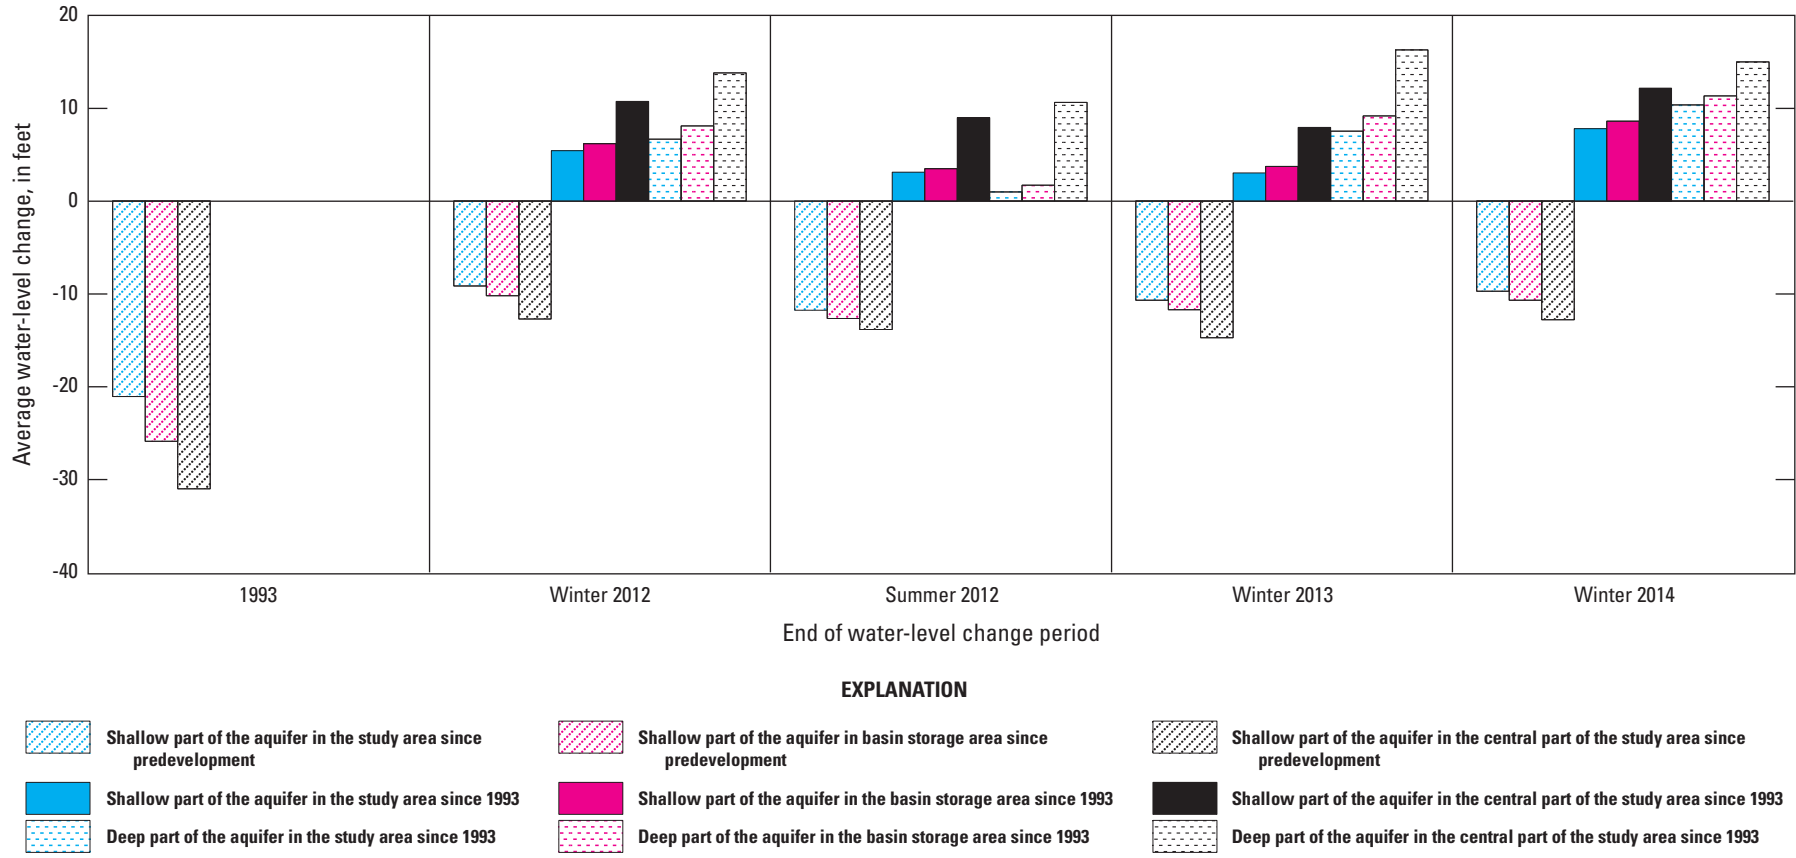 20
10
0
-10
-20
-30
-40
Average water-level change, in feet
1993
Winter 2012
Summer 2012
Winter 2013
Winter 2014
End of water-level change period
EXPLANATION
Shallow part of the aquifer in the study area since
predevelopment
Shallow part of the aquifer in basin storage area since
predevelopment
Shallow part of the aquifer in the central part of the study area since
predevelopment
Shallow part of the aquifer in the study area since 1993
Shallow part of the aquifer in the basin storage area since 1993
Shallow part of the aquifer in the central part of the study area since 1993
Deep part of the aquifer in the study area since 1993
Deep part of the aquifer in the basin storage area since 1993
Deep part of the aquifer in the central part of the study area since 1993